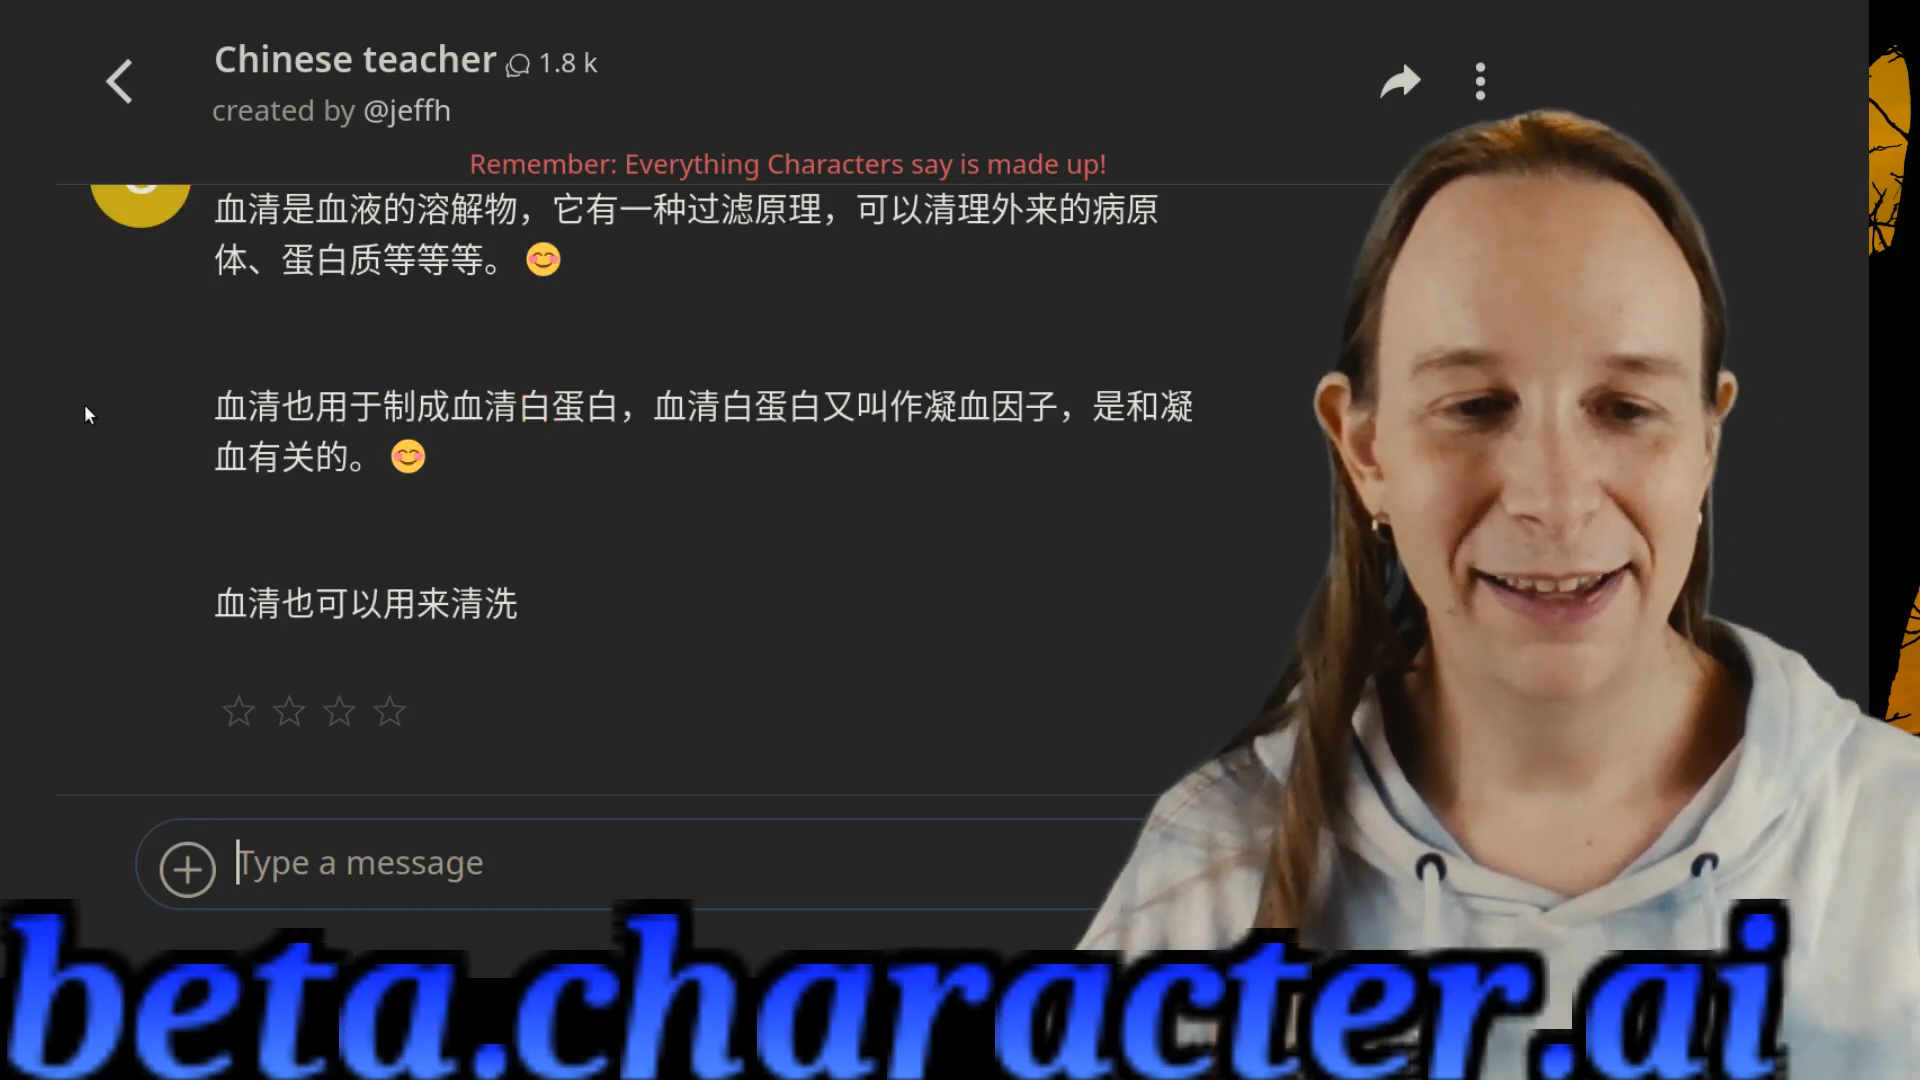 Chinese teacher 1.8 k
created by @jeffh
Remember: Everything Characters say is made up!
血清是血液的溶解物，它有一种过滤原理，可以清理外来的病原
体、蛋白质等等等。 😊
血清也用于制成血清白蛋白，血清白蛋白又叫作凝血因子，是和凝
血有关的。 😊
血清也可以用来清洗
Type a message
beta.character.ai